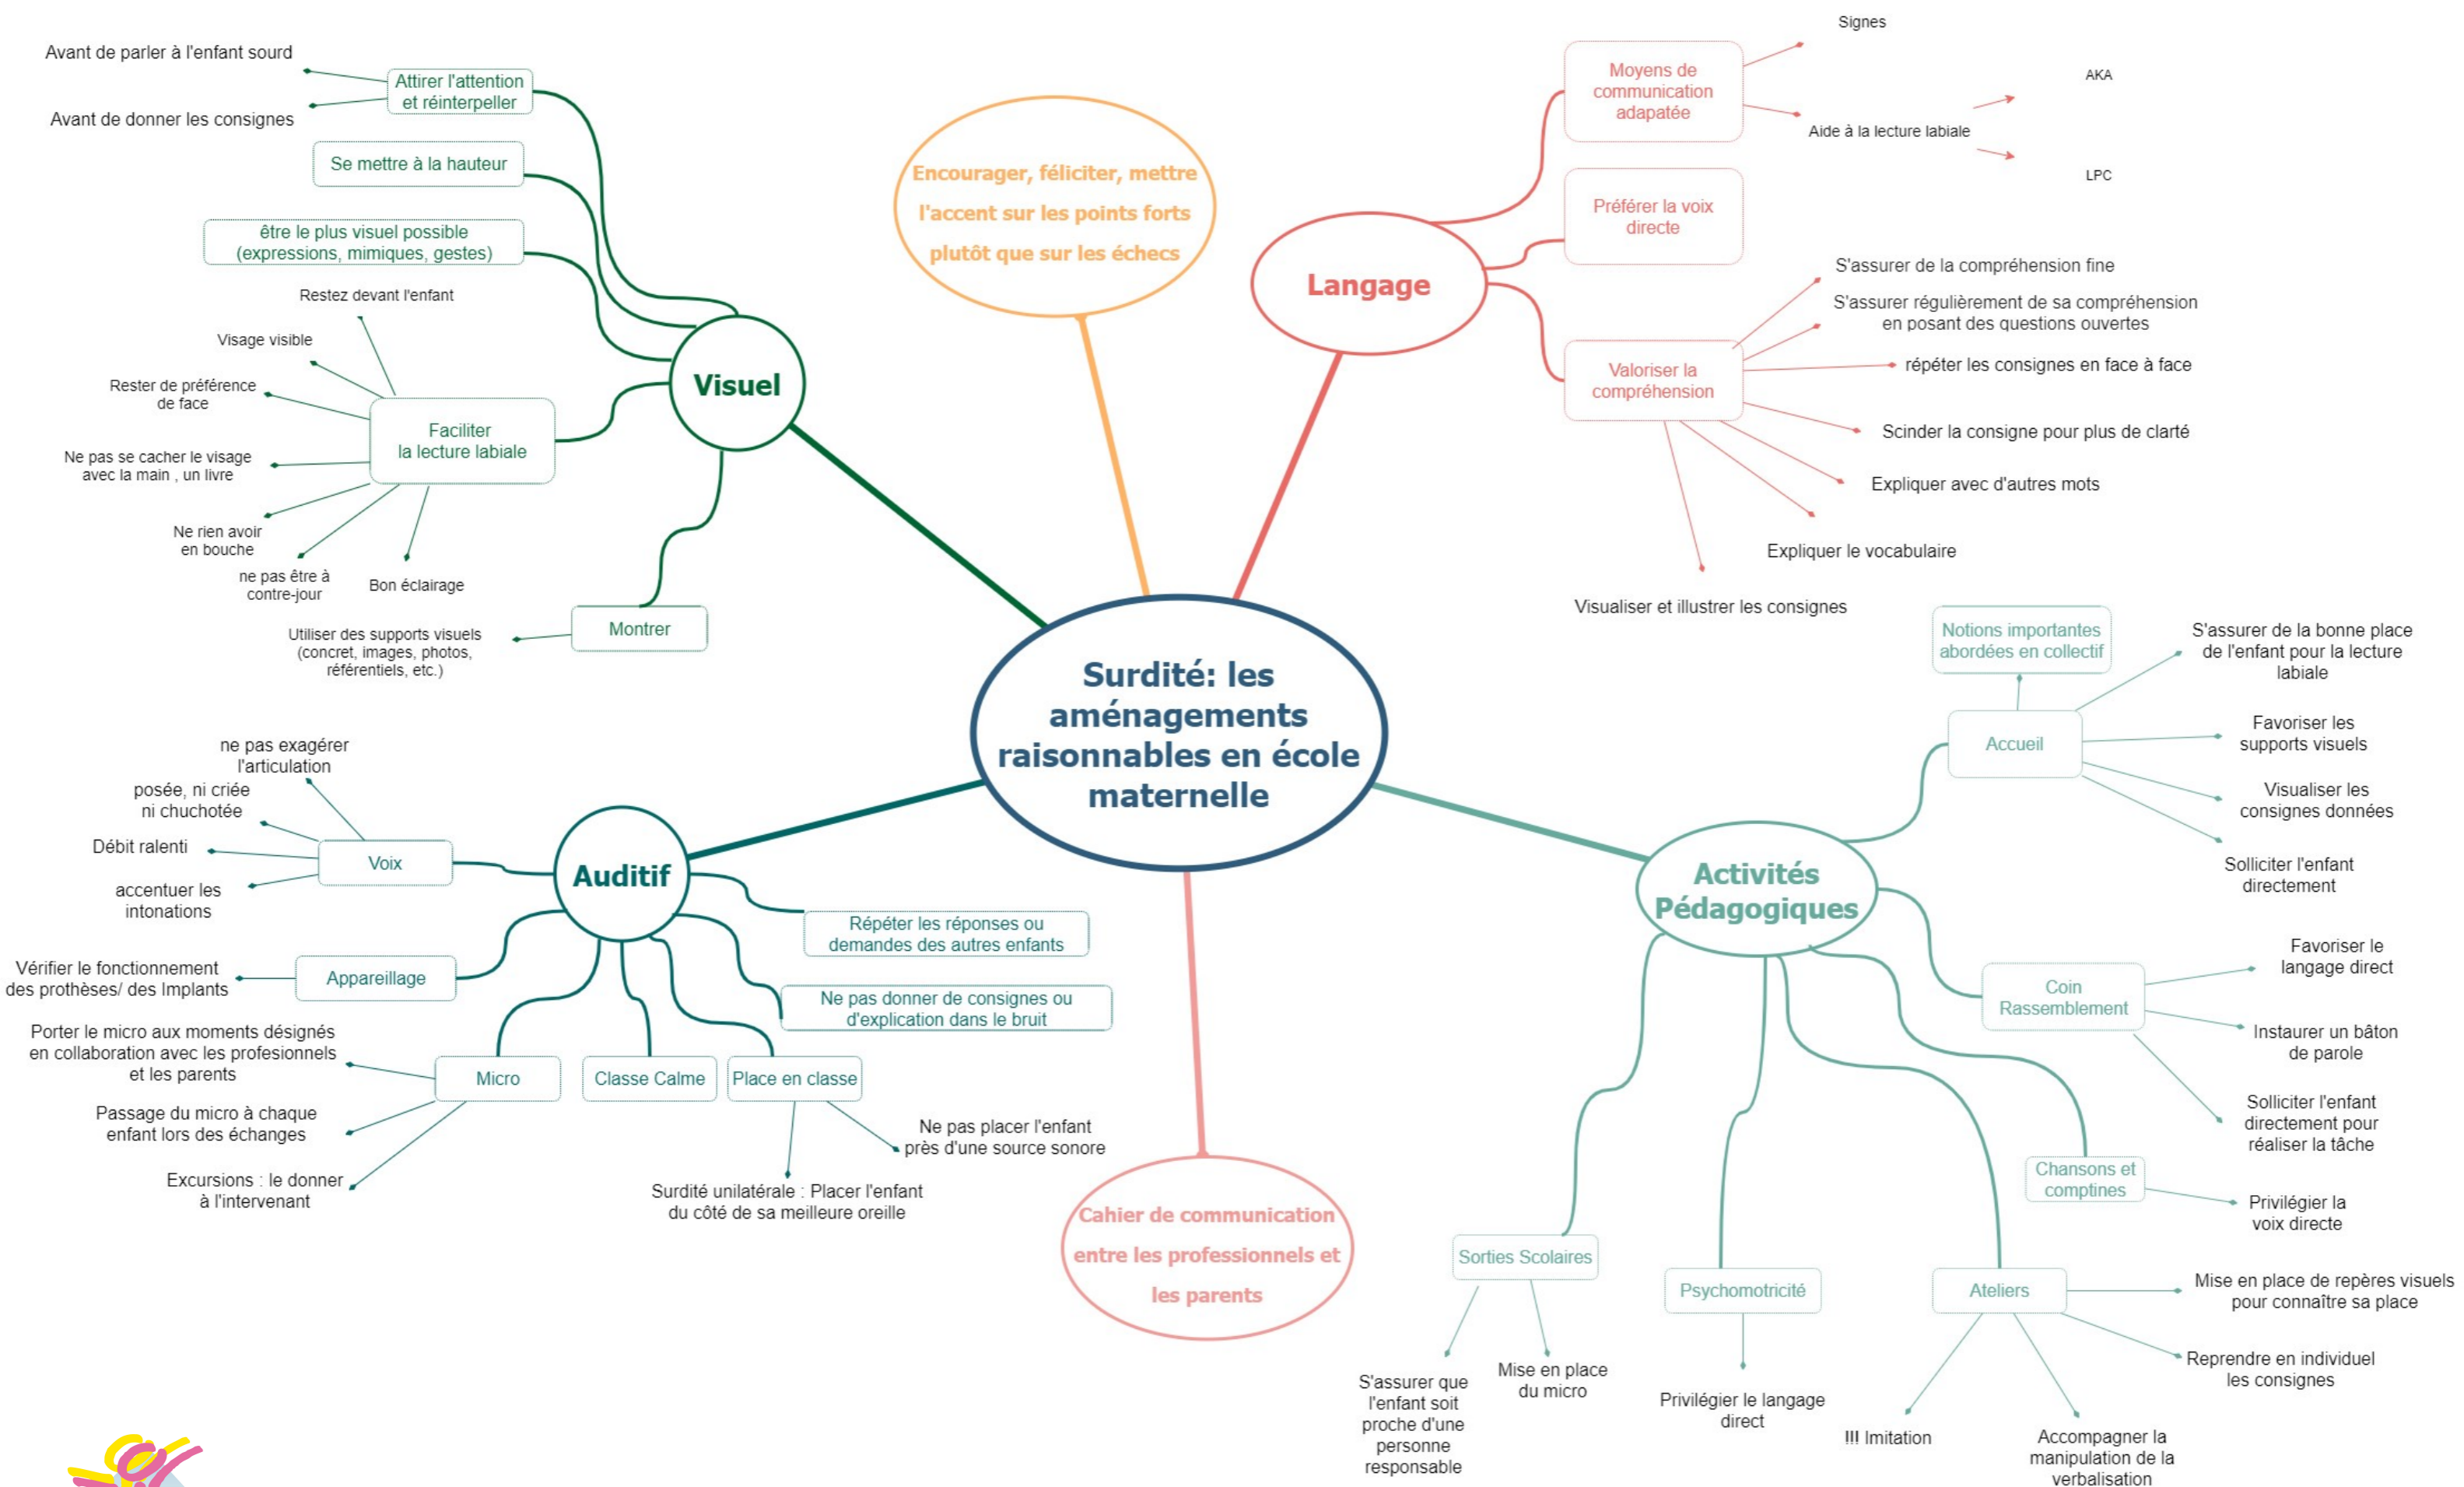 Surdité: les
aménagements
raisonnables en école
maternelle
Encourager, féliciter, mettre
l'accent sur les points forts
plutôt que sur les échecs
Visuel
Attirer l'attention
et réinterpeller
Avant de parler à l'enfant sourd
Avant de donner les consignes
Se mettre à la hauteur
être le plus visuel possible
(expressions, mimiques, gestes)
Faciliter
la lecture labiale
Restez devant l'enfant
Visage visible
Rester de préférence
de face
Ne pas se cacher le visage
avec la main , un livre
Ne rien avoir
en bouche
ne pas être à
contre-jour
Bon éclairage
Montrer
Utiliser des supports visuels
(concret, images, photos,
référentiels, etc.)
Langage
Moyens de
communication
adapatée
Signes
Aide à la lecture labiale
AKA
LPC
Préférer la voix
directe
Valoriser la
compréhension
S'assurer de la compréhension fine
S'assurer régulièrement de sa compréhension
en posant des questions ouvertes
répéter les consignes en face à face
Scinder la consigne pour plus de clarté
Expliquer avec d'autres mots
Expliquer le vocabulaire
Visualiser et illustrer les consignes
Auditif
Voix
ne pas exagérer
l'articulation
posée, ni criée
ni chuchotée
Débit ralenti
accentuer les
intonations
Appareillage
Vérifier le fonctionnement
des prothèses/ des Implants
Micro
Porter le micro aux moments désignés
en collaboration avec les profesionnels
et les parents
Passage du micro à chaque
enfant lors des échanges
Excursions : le donner
à l'intervenant
Classe Calme
Place en classe
Surdité unilatérale : Placer l'enfant
du côté de sa meilleure oreille
Ne pas placer l'enfant
près d'une source sonore
Répéter les réponses ou
demandes des autres enfants
Ne pas donner de consignes ou
d'explication dans le bruit
Cahier de communication
entre les professionnels et
les parents
Activités
Pédagogiques
Accueil
Notions importantes
abordées en collectif
S'assurer de la bonne place
de l'enfant pour la lecture
labiale
Favoriser les
supports visuels
Visualiser les
consignes données
Solliciter l'enfant
directement
Coin
Rassemblement
Favoriser le
langage direct
Instaurer un bâton
de parole
Solliciter l'enfant
directement pour
réaliser la tâche
Chansons et
comptines
Privilégier la
voix directe
Ateliers
Mise en place de repères visuels
pour connaître sa place
Reprendre en individuel
les consignes
Accompagner la
manipulation de la
verbalisation
!!! Imitation
Psychomotricité
Privilégier le langage
direct
Sorties Scolaires
S'assurer que
l'enfant soit
proche d'une
personne
responsable
Mise en place
du micro